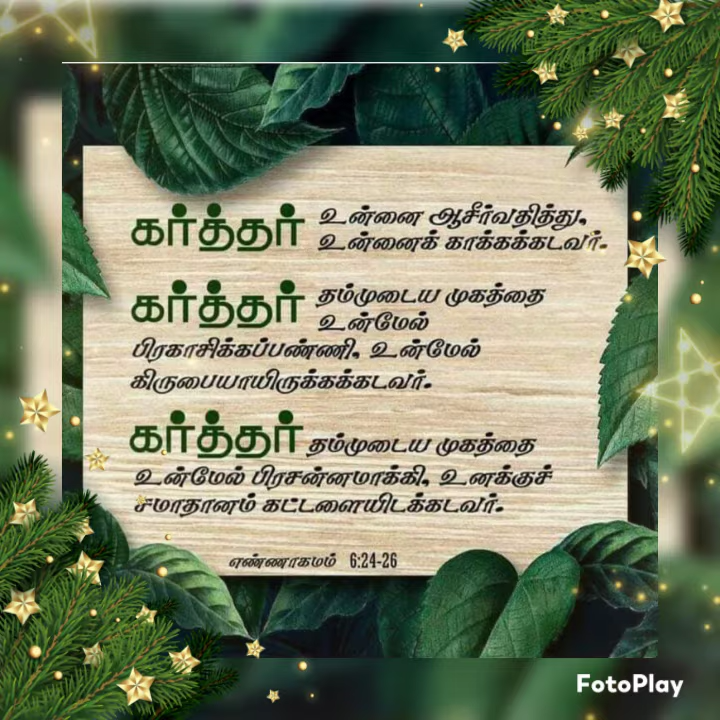 கர்த்தர் உன்னை ஆசீர்வதித்து,
உன்னைக் காக்கக்கடவர்.
கர்த்தர் தம்முடைய முகத்தை
உன்மேல்
பிரகாசிக்கப்பண்ணி, உன்மேல்
கிருபையாயிருக்கக்கடவர்.
கர்த்தர் தம்முடைய முகத்தை
உன்மேல் பிரசன்னமாக்கி, உனக்குச்
சமாதானம் கட்டளையிடக்கடவர்.
எண்ணாகமம் 6:24-26
FotoPlay